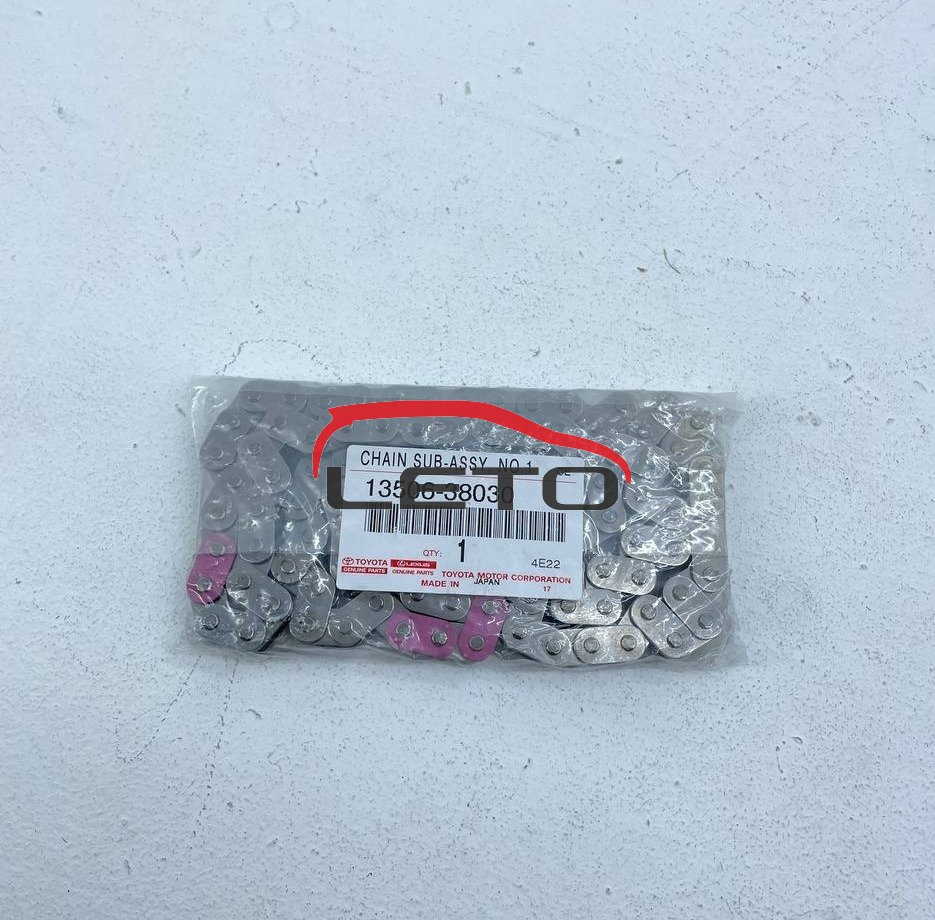 CHAIN SUB-ASSY, NO.1
LETO
13506-38030
QTY: 1
4E22
TOYOTA LEXUS
GENUINE PARTS GENUINE PARTS
TOYOTA MOTOR CORPORATION
MADE IN JAPAN 17